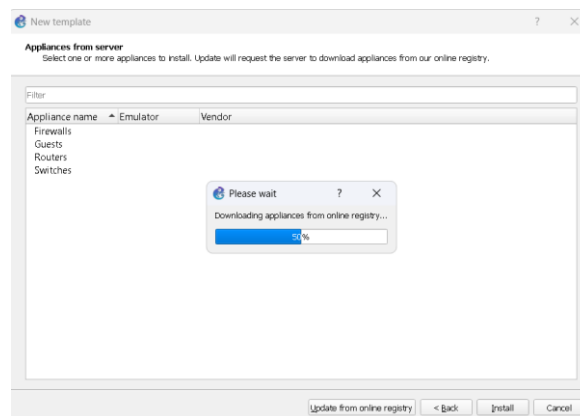 New template
Appliances from server
Select one or more appliances to install. Update will request the server to download appliances from our online registry.
Filter
Appliance name Emulator Vendor
Firewalls
Guests
Routers
Switches
Please wait
Downloading appliances from online registry...
50%
Update from online registry < Back Install Cancel